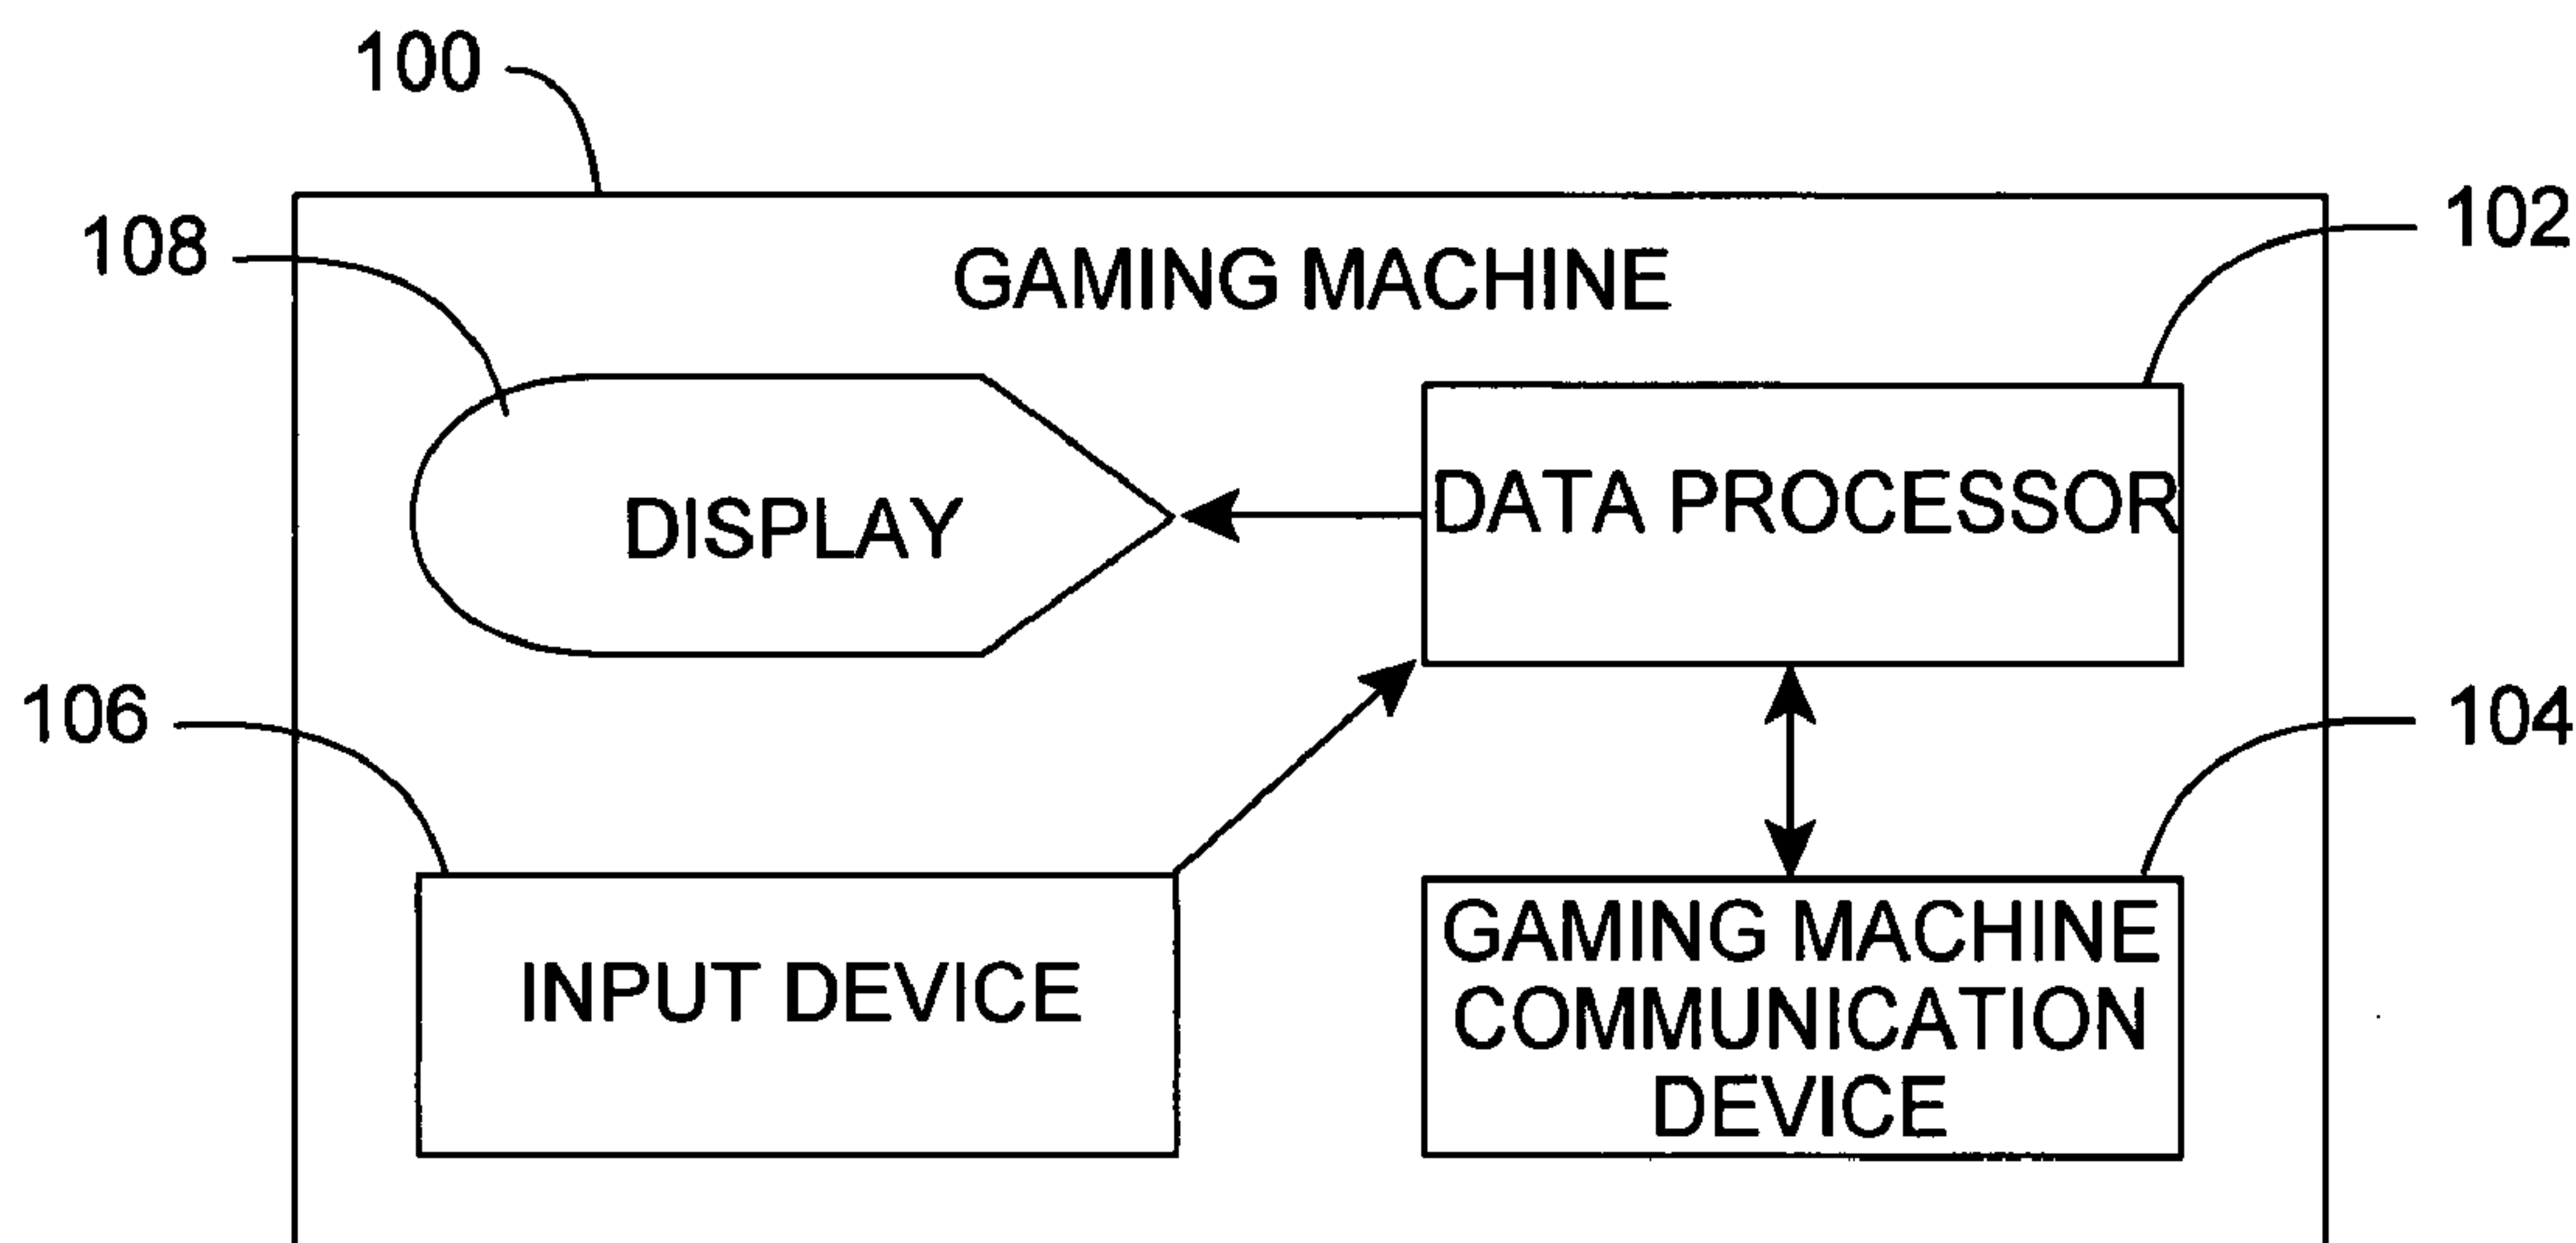 100
108
GAMING MACHINE
102
DISPLAY
DATA PROCESSOR
106
104
INPUT DEVICE
GAMING MACHINE
COMMUNICATION
DEVICE